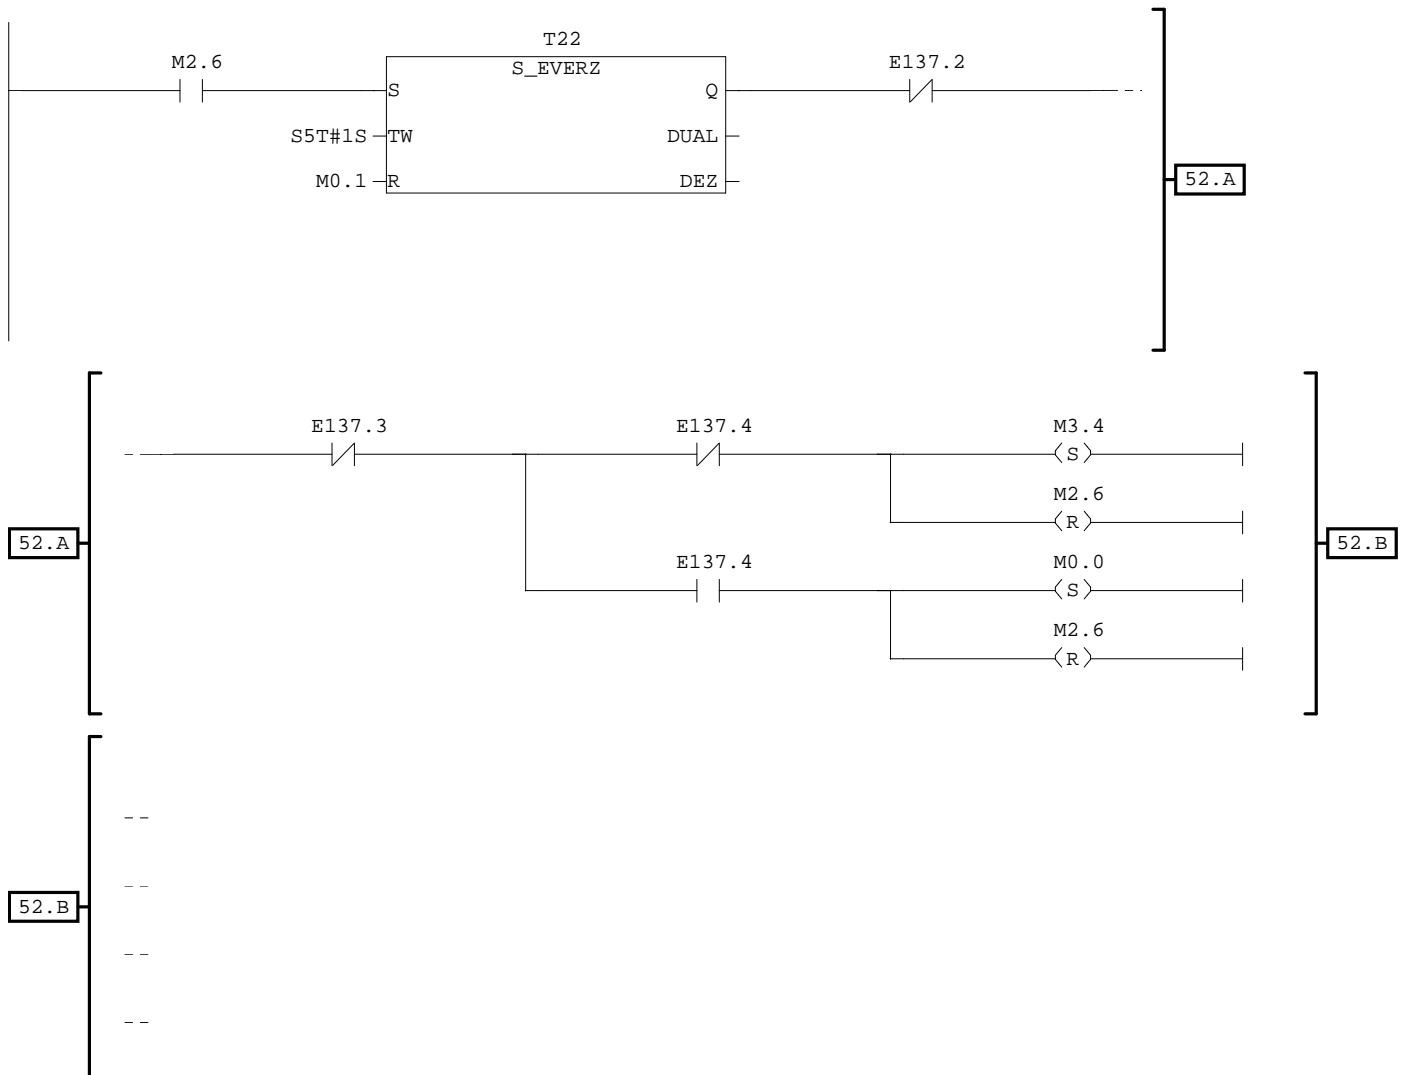 T22
M2.6
S_EVERZ
E137.2
S
Q
S5T#1S
TW
DUAL
M0.1
R
DEZ
52.A
E137.3
E137.4
M3.4
S
M2.6
R
52.A
52.B
E137.4
M0.0
S
M2.6
R
52.B